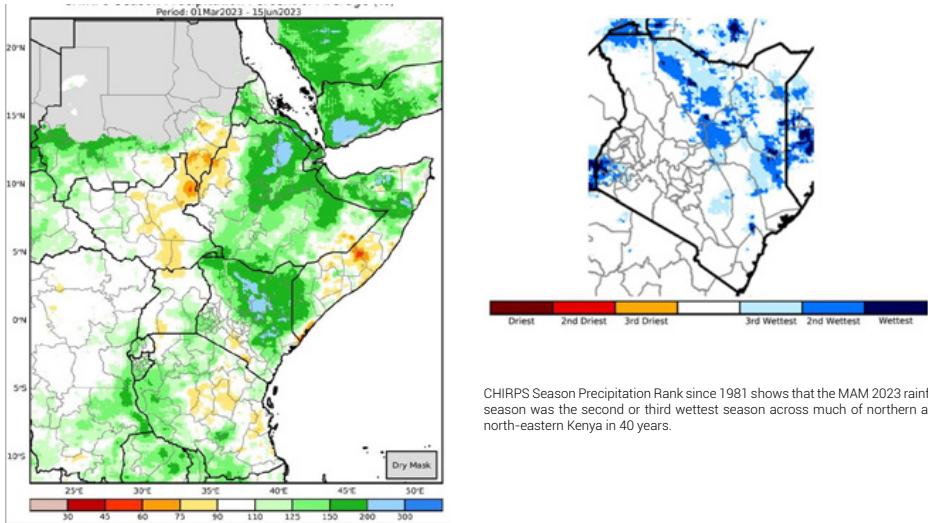 Period: 01Mar2023 - 15Jun2023
20°N
15°N
10°N
5°N
0°N
5°S
10°S
Dry Mask
25°E 30°E 35°E 40°E 45°E 50°E
30 45 60 75 90 110 125 150 200 300
Driest 2nd Driest 3rd Driest 3rd Wettest 2nd Wettest Wettest
CHIRPS Season Precipitation Rank since 1981 shows that the MAM 2023
season was the second or third wettest season across much of northern
north-eastern Kenya in 40 years.